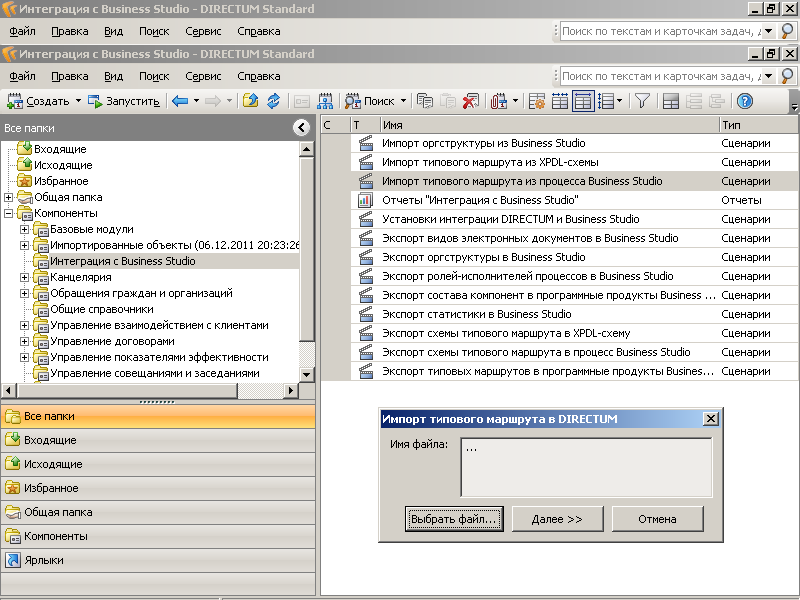 Интеграция с Business Studio - DIRECTUM Standard
Файл Правка Вид Поиск Сервис Справка
Поиск по текстам и карточкам задач, д
Интеграция с Business Studio - DIRECTUM Standard
Файл Правка Вид Поиск Сервис Справка
Поиск по текстам и карточкам задач, д
Создать Запустить Поиск
Все папки
Входящие
Исходящие
Избранное
Общая папка
Компоненты
Базовые модули
Импортированные объекты (06.12.2011 20:23:26
Интеграция с Business Studio
Канцелярия
Обращения граждан и организаций
Общие справочники
Управление взаимодействием с клиентами
Управление договорами
Управление показателями эффективности
Управление совещаниями и заседаниями
Все папки
Входящие
Исходящие
Избранное
Общая папка
Компоненты
Ярлыки
С Т Имя Тип
Импорт оргструктуры из Business Studio Сценарии
Импорт типового маршрута из XPDL-схемы Сценарии
Импорт типового маршрута из процесса Business Studio Сценарии
Отчеты "Интеграция с Business Studio" Отчеты
Установки интеграции DIRECTUM и Business Studio Сценарии
Экспорт видов электронных документов в Business Studio Сценарии
Экспорт оргструктуры в Business Studio Сценарии
Экспорт ролей-исполнителей процессов в Business Studio Сценарии
Экспорт состава компонент в программные продукты Business ... Сценарии
Экспорт статистики в Business Studio Сценарии
Экспорт схемы типового маршрута в XPDL-схему Сценарии
Экспорт схемы типового маршрута в процесс Business Studio Сценарии
Экспорт типовых маршрутов в программные продукты Busines... Сценарии
Импорт типового маршрута в DIRECTUM
Имя файла: ...
Выбрать файл... Далее >> Отмена